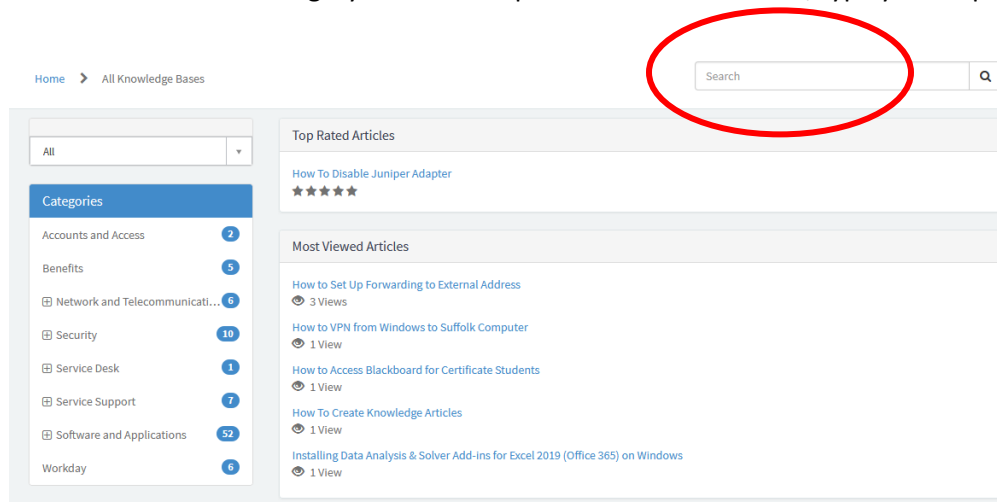 Home > All Knowledge Bases
Search
All
Categories
Accounts and Access 2
Benefits 5
Network and Telecommunicati... 6
Security 10
Service Desk 1
Service Support 7
Software and Applications 52
Workday 6
Top Rated Articles
How To Disable Juniper Adapter
Most Viewed Articles
How to Set Up Forwarding to External Address
3 Views
How to VPN from Windows to Suffolk Computer
1 View
How to Access Blackboard for Certificate Students
1 View
How To Create Knowledge Articles
1 View
Installing Data Analysis & Solver Add-ins for Excel 2019 (Office 365) on Windows
1 View